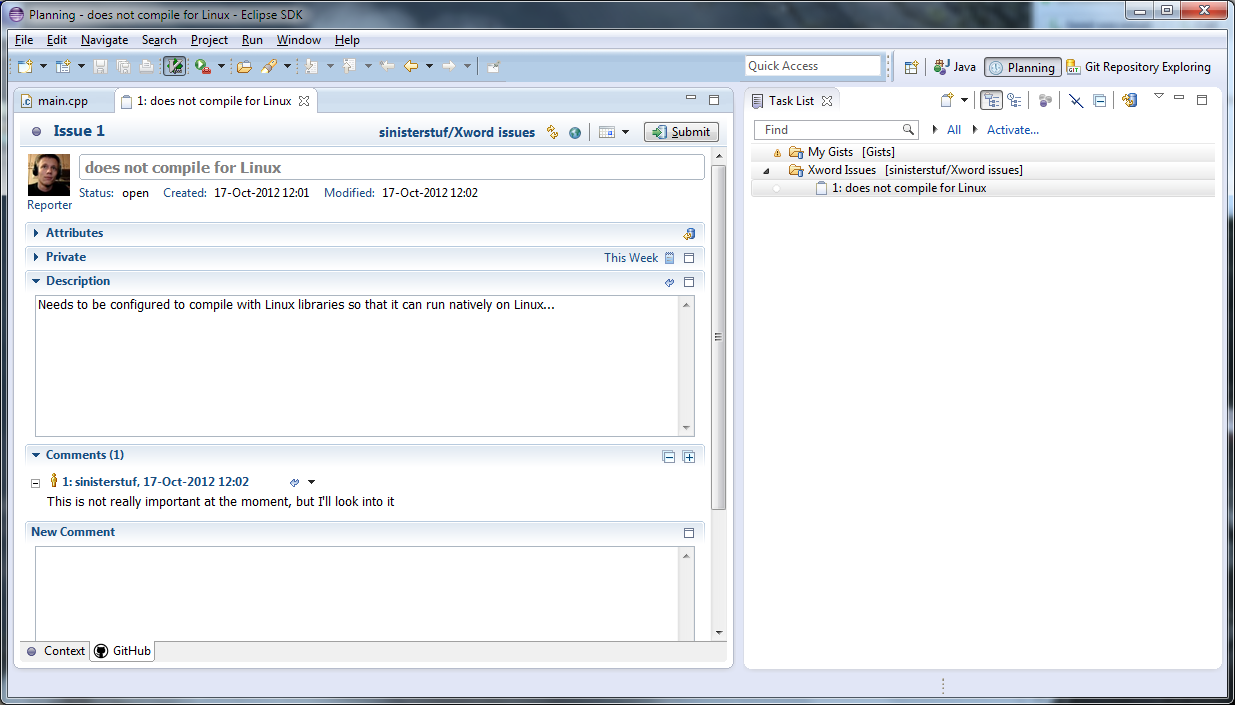 Planning - does not compile for Linux - Eclipse SDK
File Edit Navigate Search Project Run Window Help
Quick Access Java Planning Git Repository Exploring
main.cpp 1: does not compile for Linux
Issue 1 sinisterstuf/Xword issues Submit
does not compile for Linux
Status: open Created: 17-Oct-2012 12:01 Modified: 17-Oct-2012 12:02
Reporter
Attributes
Private This Week
Description
Needs to be configured to compile with Linux libraries so that it can run natively on Linux...
Comments (1)
1: sinisterstuf, 17-Oct-2012 12:02
This is not really important at the moment, but I'll look into it
New Comment
Context GitHub
Task List
Find All Activate...
My Gists [Gists]
Xword Issues [sinisterstuf/Xword issues]
1: does not compile for Linux